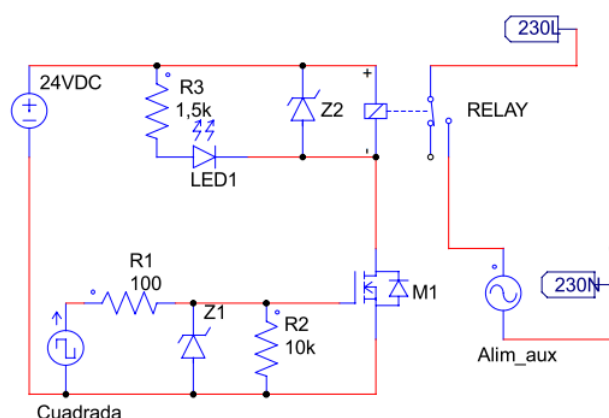 230L
24VDC
R3
1,5k
+
Z2
RELAY
-
LED1
R1
100
Z1
R2
10k
M1
230N
Alim_aux
Cuadrada